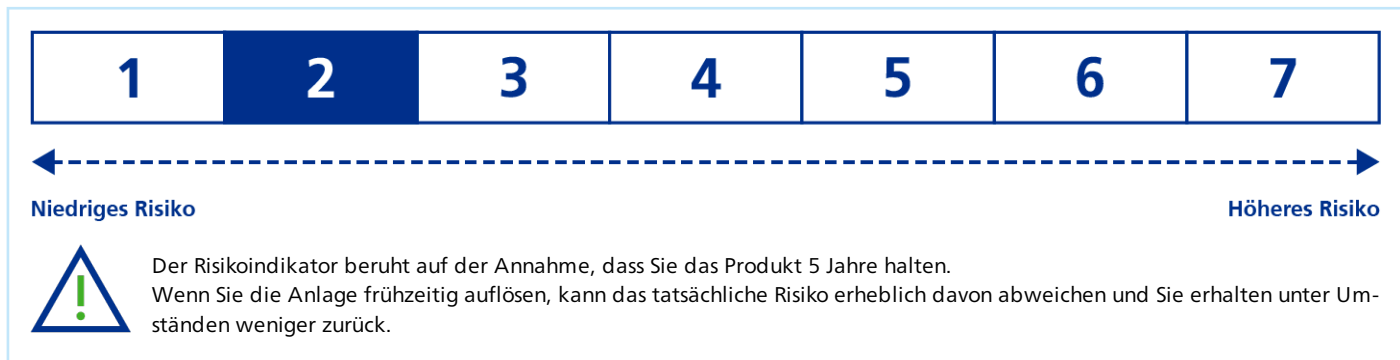 1 2 3 4 5 6 7
Niedriges Risiko Höheres Risiko
Der Risikoindikator beruht auf der Annahme, dass Sie das Produkt 5 Jahre halten.
Wenn Sie die Anlage frühzeitig auflösen, kann das tatsächliche Risiko erheblich davon abweichen und Sie erhalten unter Um-
ständen weniger zurück.